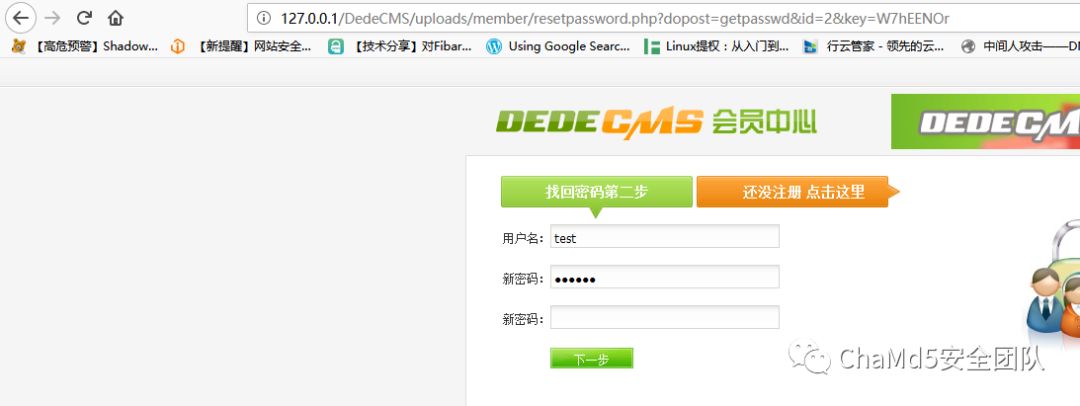 127.0.0.1/DedeCMS/uploads/member/resetpassword.php?dopost=getpasswd&id=2&key=W7hEENOr
【高危预警】Shadow... 【新提醒】网站安全... 【技术分享】对Fibar... Using Google Searc... Linux提权：从入门到... 行云管家 - 领先的云... 中间人攻击——DN
DEDECMS 会员中心 DEDECM
找回密码第二步 还没注册 点击这里
用户名： test
新密码： ●●●●●●
新密码：
下一步
ChaMd5安全团队